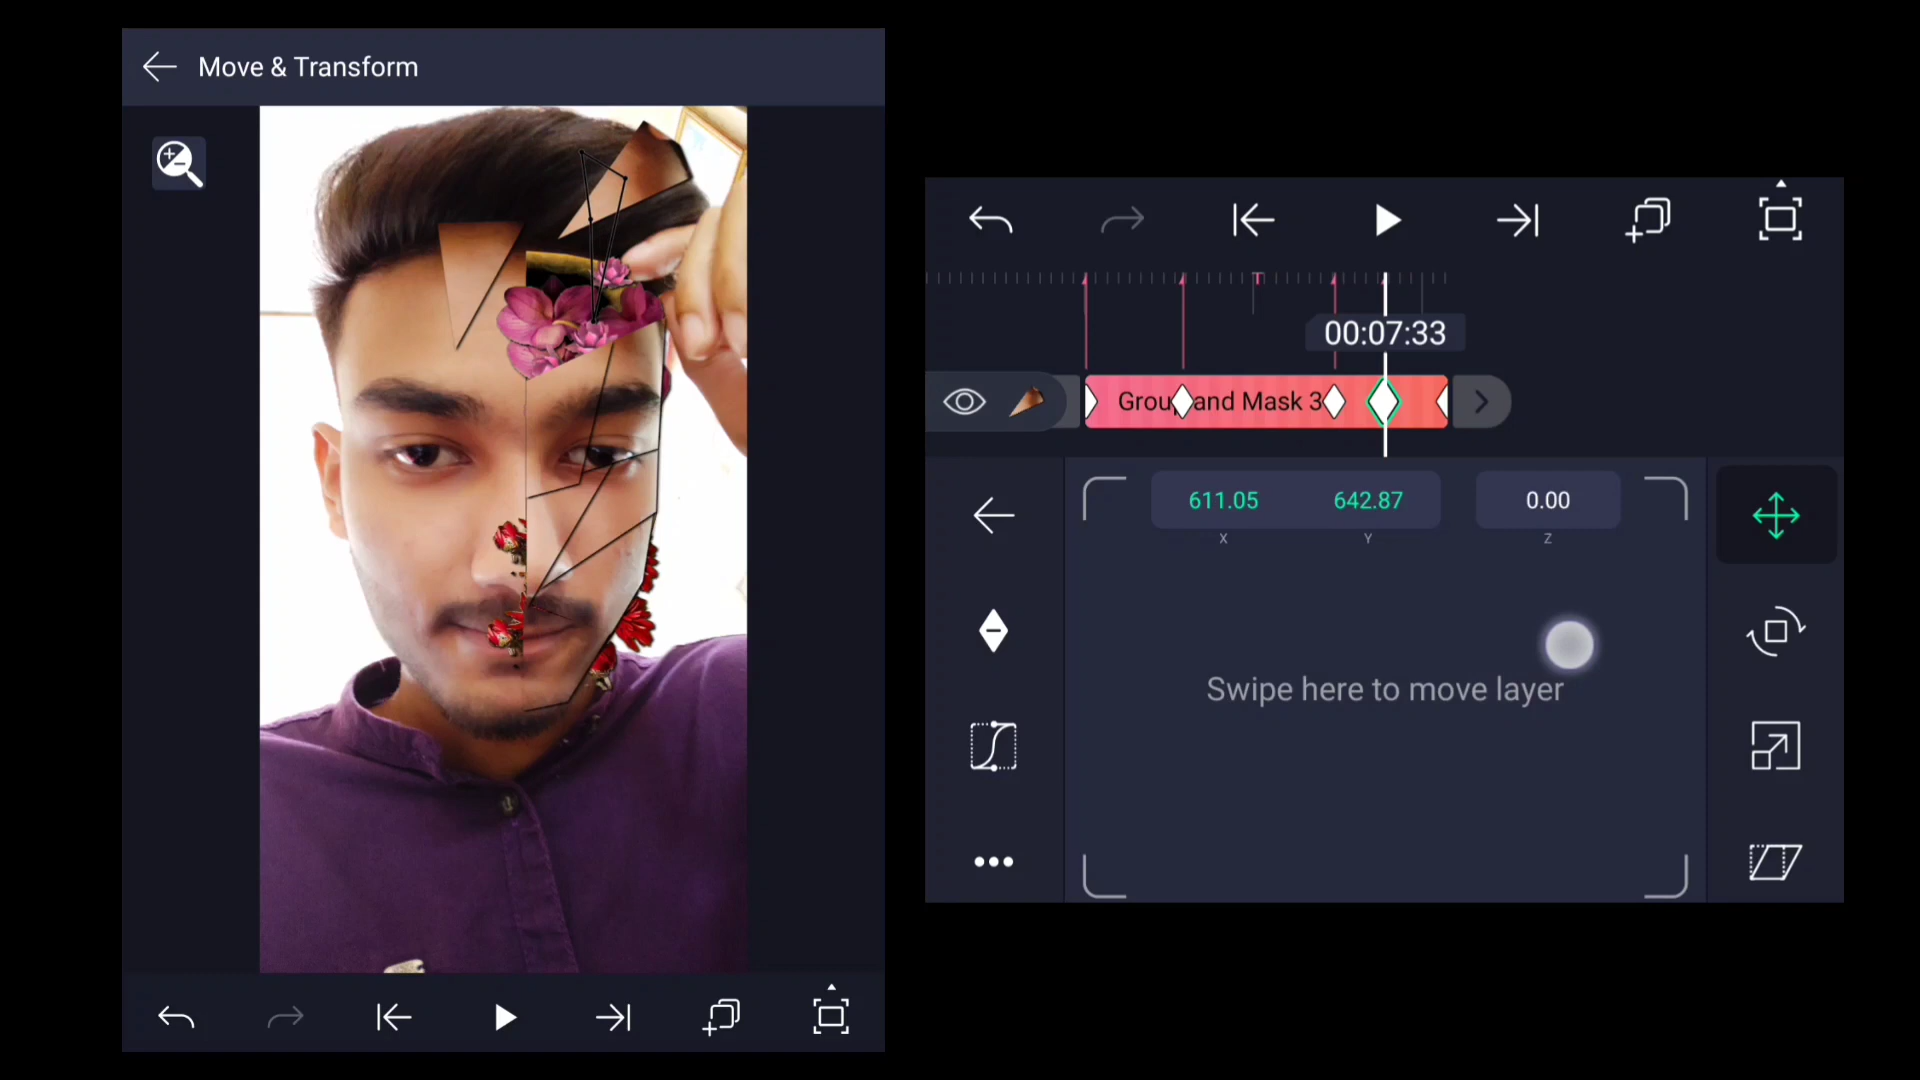 Move & Transform
00:07:33
Group and Mask 3
611.05 642.87 0.00
X Y Z
Swipe here to move layer